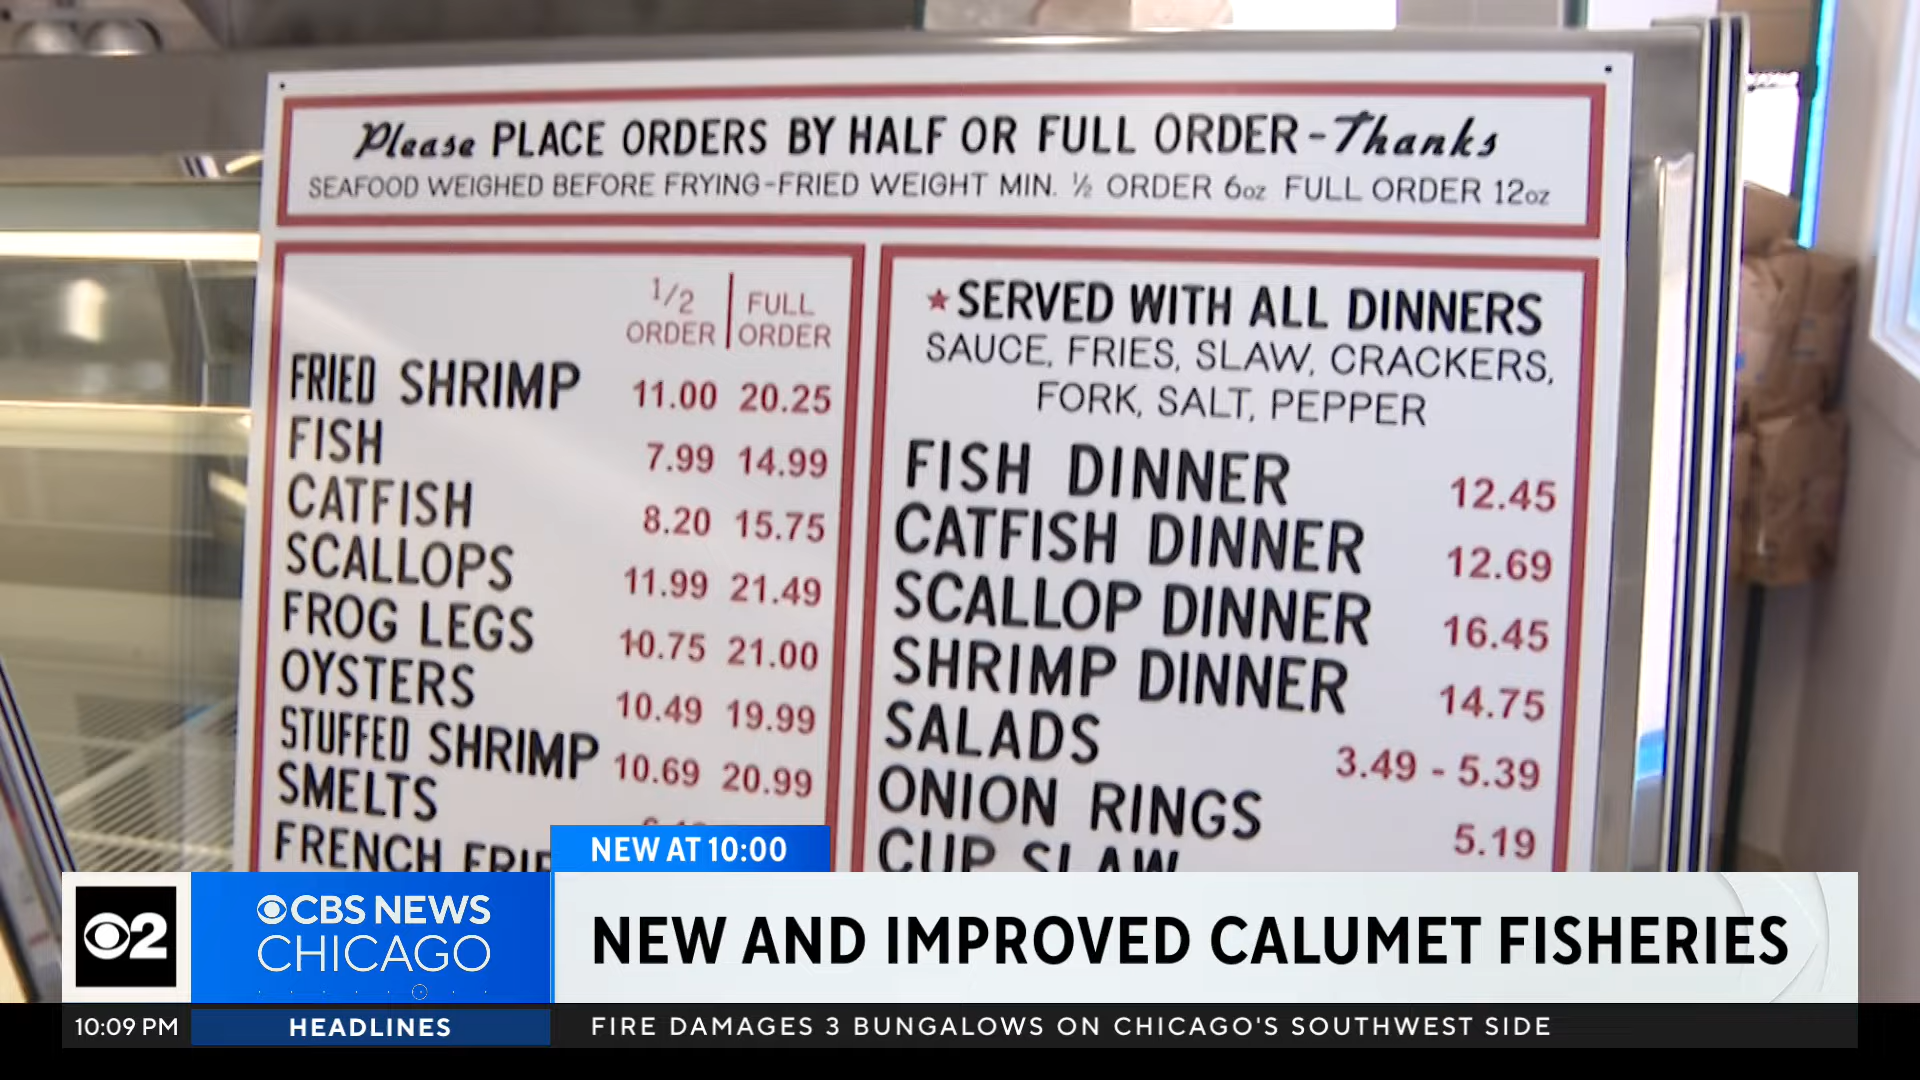 Please PLACE ORDERS BY HALF OR FULL ORDER-Thanks
SEAFOOD WEIGHED BEFORE FRYING-FRIED WEIGHT MIN. ½ ORDER 6oz FULL ORDER 12oz
1/2 ORDER | FULL ORDER
FRIED SHRIMP 11.00 20.25
FISH 7.99 14.99
CATFISH 8.20 15.75
SCALLOPS 11.99 21.49
FROG LEGS 10.75 21.00
OYSTERS 10.49 19.99
STUFFED SHRIMP 10.69 20.99
SMELTS
FRENCH
★SERVED WITH ALL DINNERS
SAUCE, FRIES, SLAW, CRACKERS,
FORK, SALT, PEPPER
FISH DINNER 12.45
CATFISH DINNER 12.69
SCALLOP DINNER 16.45
SHRIMP DINNER 14.75
SALADS 3.49 - 5.39
ONION RINGS 5.19
CUP SLAW
NEW AT 10:00
2
CBS NEWS
CHICAGO
NEW AND IMPROVED CALUMET FISHERIES
10:09 PM
HEADLINES
FIRE DAMAGES 3 BUNGALOWS ON CHICAGO'S SOUTHWEST SIDE